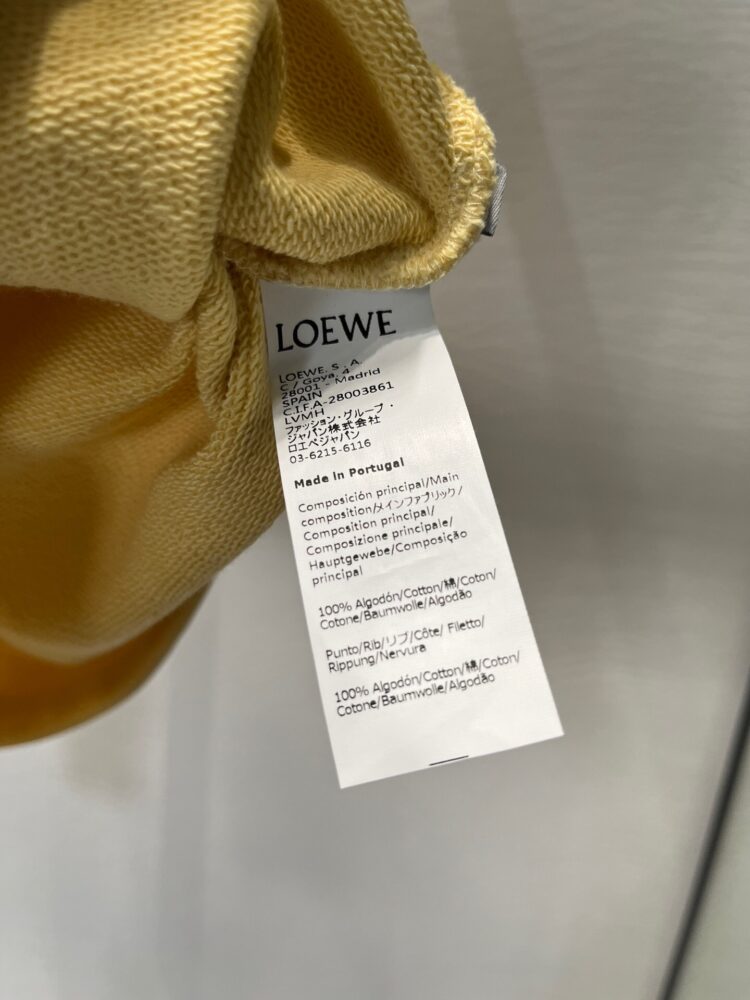 LOEWE
LOEWE. S . A.
C / Goya, 4
28001 - Madrid
SPAIN
C.I.F.A-28003861
LVMH
ファッション・グループ・
ジャパン株式会社
ロエベジャパン
03-6215-6116
Made in Portugal
Composición principal/Main
composition/メインファブリック/
Composition principal/
Composizione principale/
Hauptgewebe/Composição
principal
100% Algodón/Cotton/綿/Coton/
Cotone/Baumwolle/Algodão
Punto/Rib/リブ/Côte/ Filetto/
Rippung/Nervura
100% Algodón/Cotton/綿/Coton/
Cotone/Baumwolle/Algodão